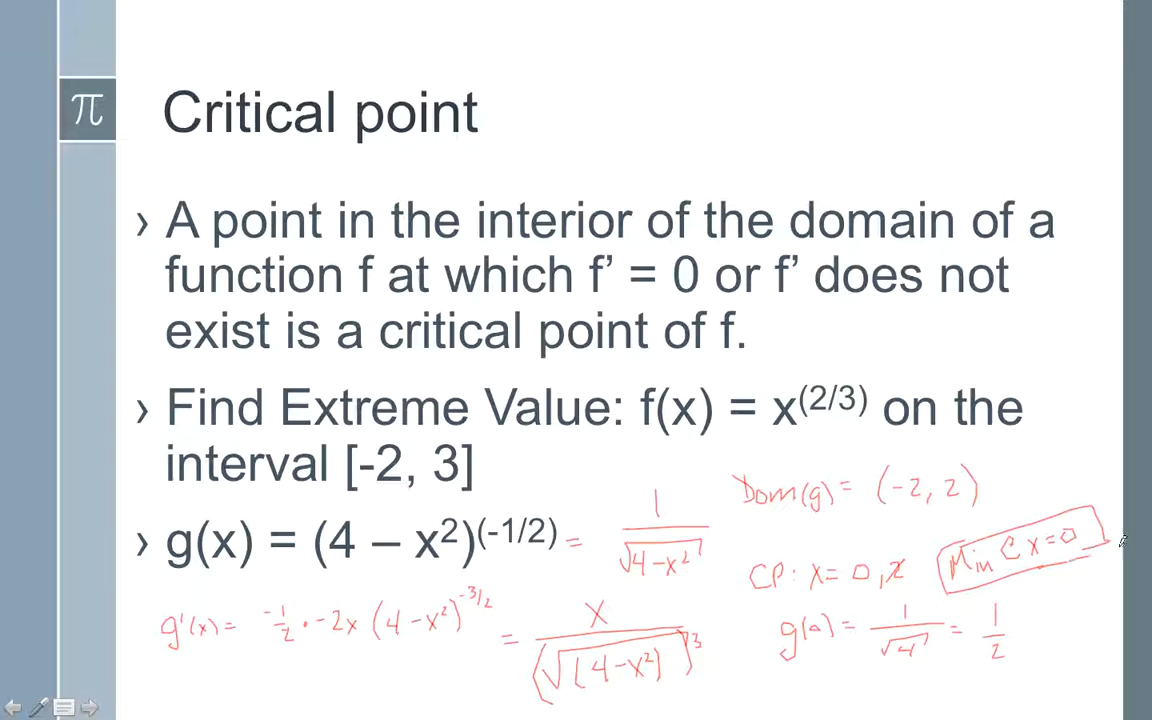 π
Critical point
› A point in the interior of the domain of a
function f at which f’ = 0 or f’ does not
exist is a critical point of f.
› Find Extreme Value: f(x) = x^(2/3) on the
interval [-2, 3]
Dom(g) = (-2, 2)
› g(x) = (4 – x²)^(-1/2) = 1/√(4-x²)
CP: x = 0,
Min @ x=0
g'(x) = -1/2 · -2x (4-x²)^(-3/2) = x/(√(4-x²))³
g(0) = 1/√4 = 1/2